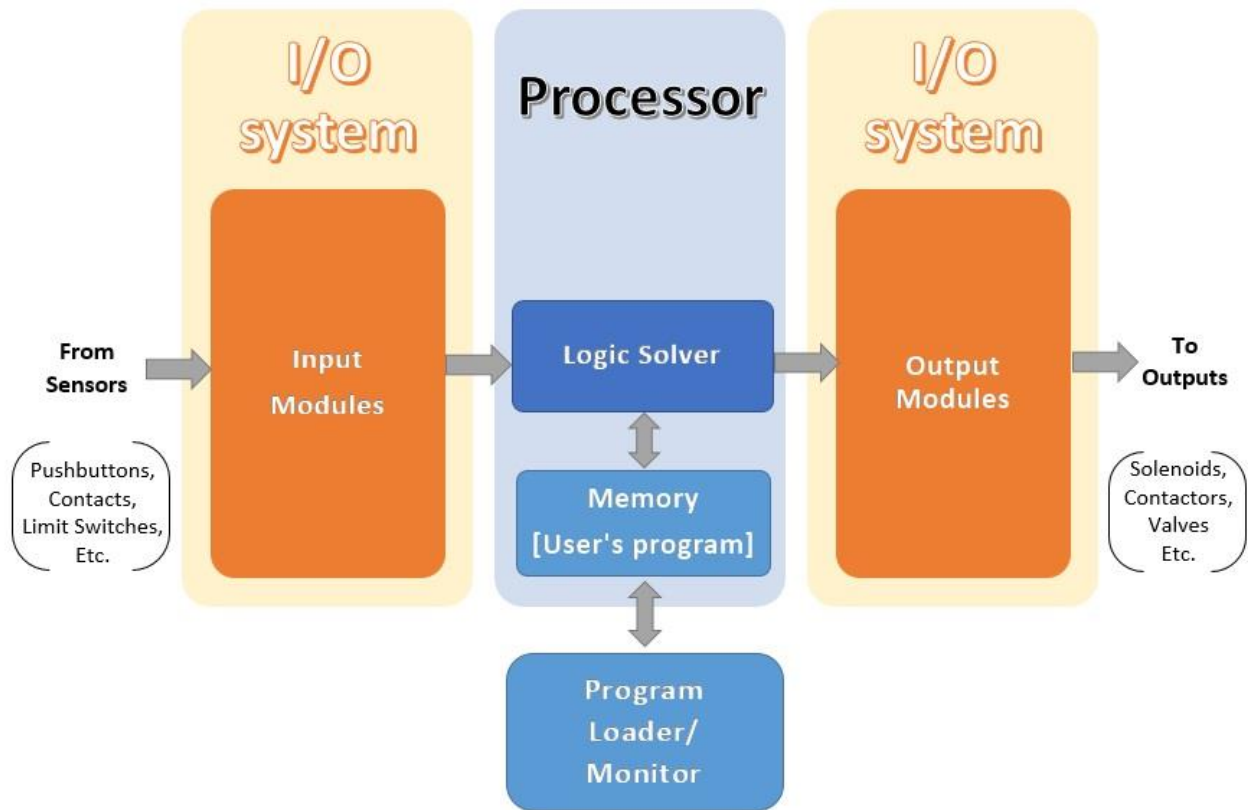 I/O
system
Processor
I/O
system
From
Sensors
Pushbuttons,
Contacts,
Limit Switches,
Etc.
Input
Modules
Logic Solver
Memory
[User's program]
Program
Loader/
Monitor
Output
Modules
To
Outputs
Solenoids,
Contactors,
Valves
Etc.